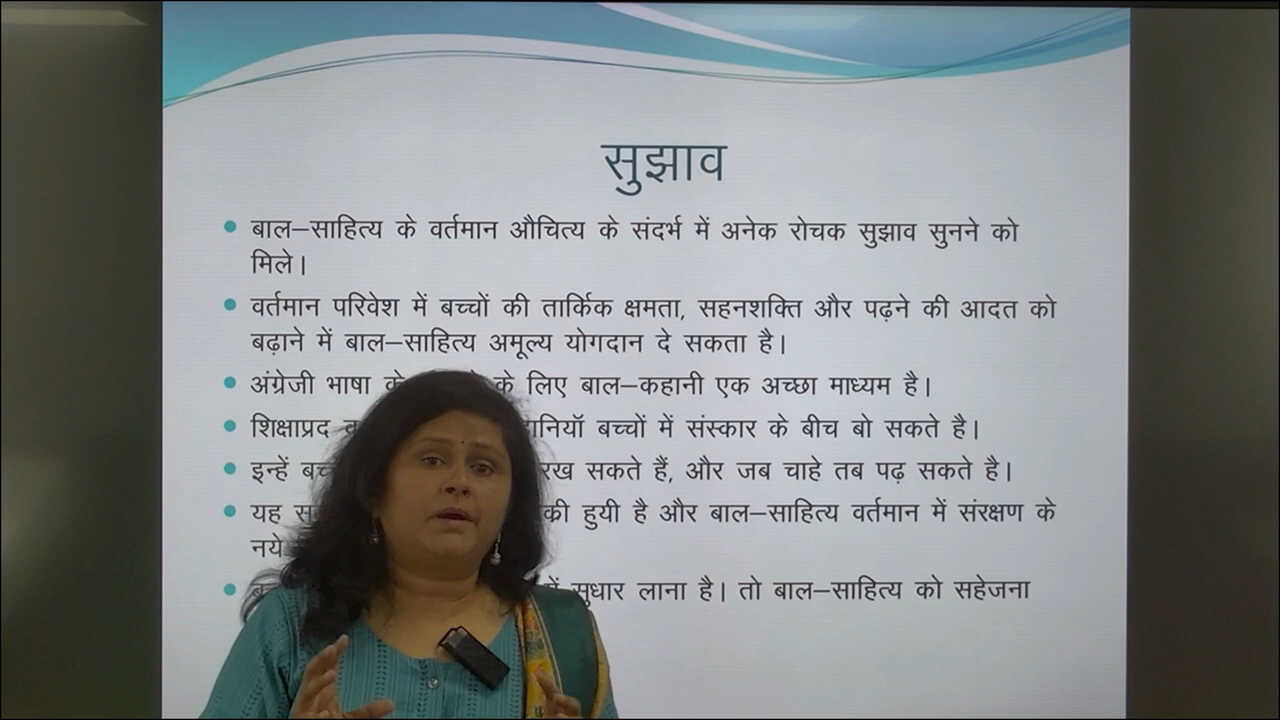 सुझाव
बाल–साहित्य के वर्तमान औचित्य के संदर्भ में अनेक रोचक सुझाव सुनने को
मिले।
वर्तमान परिवेश में बच्चों की तार्किक क्षमता, सहनशक्ति और पढ़ने की आदत को
बढ़ाने में बाल–साहित्य अमूल्य योगदान दे सकता है।
अंग्रेजी भाषा के लिए बाल–कहानी एक अच्छा माध्यम है।
शिक्षाप्रद बच्चों में संस्कार के बीच बो सकते है।
इन्हें रख सकते हैं, और जब चाहे तब पढ़ सकते है।
यह की हुयी है और बाल–साहित्य वर्तमान में संरक्षण के
नये
में सुधार लाना है। तो बाल–साहित्य को सहेजना